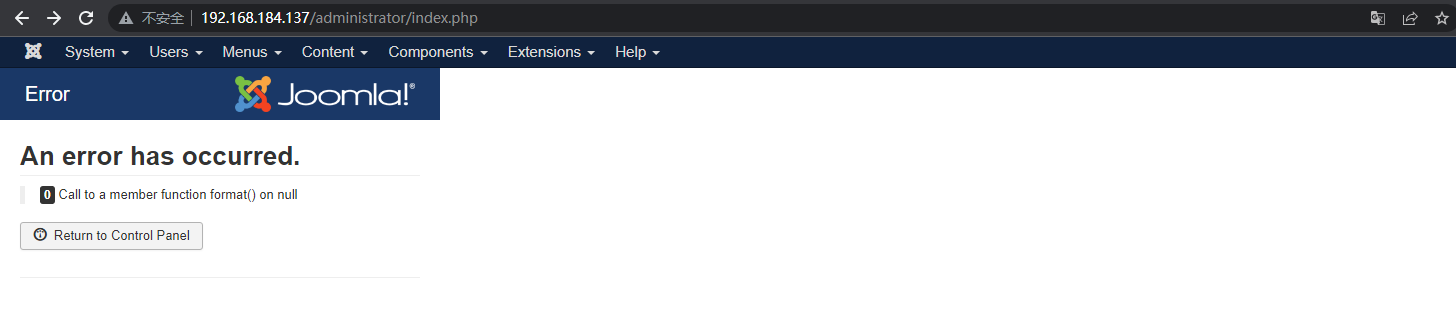 不安全 192.168.184.137/administrator/index.php
System Users Menus Content Components Extensions Help
Error Joomla!®
An error has occurred.
0 Call to a member function format() on null
Return to Control Panel